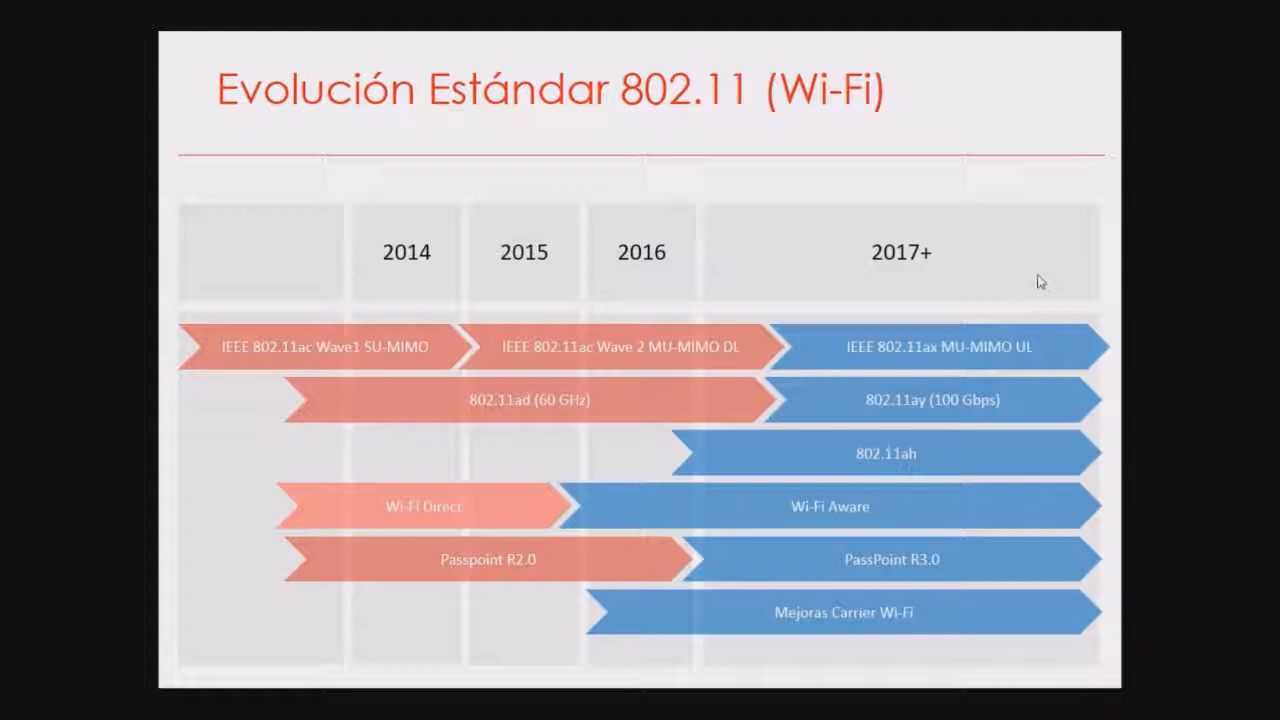 Evolución Estándar 802.11 (Wi-Fi)
2014
2015
2016
2017+
IEEE 802.11ac Wave1 SU-MIMO
IEEE 802.11ac Wave 2 MU-MIMO DL
IEEE 802.11ax MU-MIMO UL
802.11ad (60 GHz)
802.11ay (100 Gbps)
802.11ah
Wi-Fi Direct
Wi-Fi Aware
Passpoint R2.0
PassPoint R3.0
Mejoras Carrier Wi-Fi